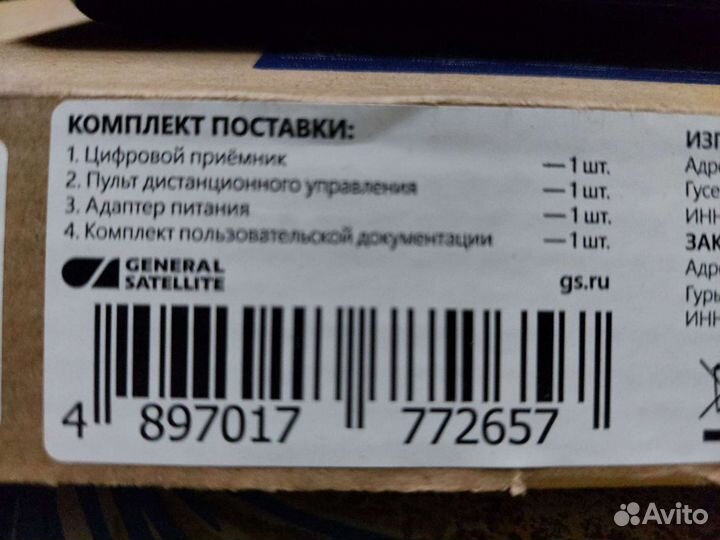 КОМПЛЕКТ ПОСТАВКИ:
1. Цифровой приёмник — 1 шт.
2. Пульт дистанционного управления — 1 шт.
3. Адаптер питания — 1 шт.
4. Комплект пользовательской документации — 1 шт.
GENERAL
SATELLITE
gs.ru
4 897017 772657
ИЗГ
Адре
Гусе
ИНН
ЗАК
Адре
Гурь
ИНН
Avito